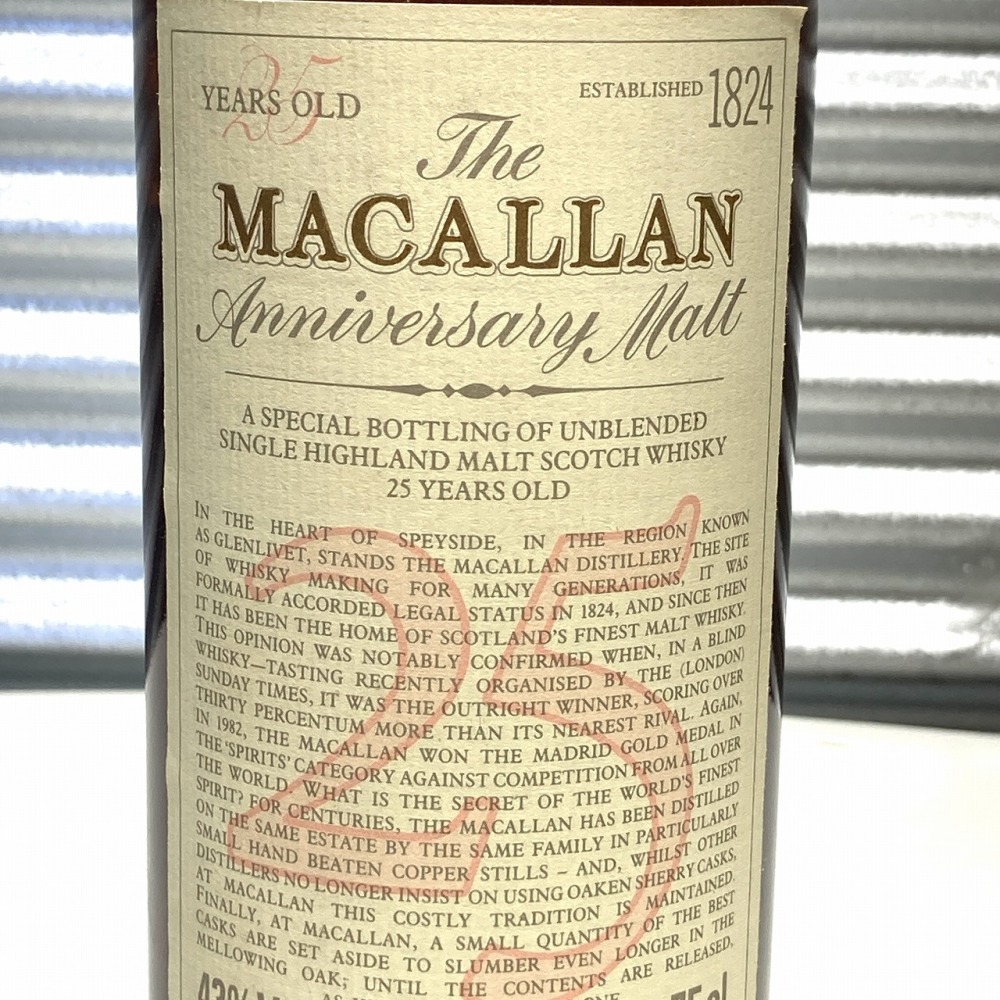 25
YEARS OLD
ESTABLISHED 1824
The
MACALLAN
Anniversary Malt
A SPECIAL BOTTLING OF UNBLENDED
SINGLE HIGHLAND MALT SCOTCH WHISKY
25 YEARS OLD
25
IN THE HEART OF SPEYSIDE, IN THE REGION KNOWN
AS GLENLIVET, STANDS THE MACALLAN DISTILLERY. THE SITE
OF WHISKY MAKING FOR MANY GENERATIONS, IT WAS
FORMALLY ACCORDED LEGAL STATUS IN 1824, AND SINCE THEN
IT HAS BEEN THE HOME OF SCOTLAND'S FINEST MALT WHISKY.
THIS OPINION WAS NOTABLY CONFIRMED WHEN, IN A BLIND
WHISKY—TASTING RECENTLY ORGANISED BY THE (LONDON)
SUNDAY TIMES, IT WAS THE OUTRIGHT WINNER, SCORING OVER
THIRTY PERCENTUM MORE THAN ITS NEAREST RIVAL. AGAIN,
IN 1982, THE MACALLAN WON THE MADRID GOLD MEDAL IN
THE 'SPIRITS' CATEGORY AGAINST COMPETITION FROM ALL OVER
THE WORLD. WHAT IS THE SECRET OF THE WORLD'S FINEST
SPIRIT? FOR CENTURIES, THE MACALLAN HAS BEEN DISTILLED
ON THE SAME ESTATE BY THE SAME FAMILY IN PARTICULARLY
SMALL HAND BEATEN COPPER STILLS – AND, WHILST OTHER
DISTILLERS NO LONGER INSIST ON USING OAKEN SHERRY CASKS,
AT MACALLAN THIS COSTLY TRADITION IS MAINTAINED.
FINALLY, AT MACALLAN, A SMALL QUANTITY OF THE BEST
CASKS ARE SET ASIDE TO SLUMBER EVEN LONGER IN THE
MELLOWING OAK; UNTIL THE CONTENTS ARE RELEASED,